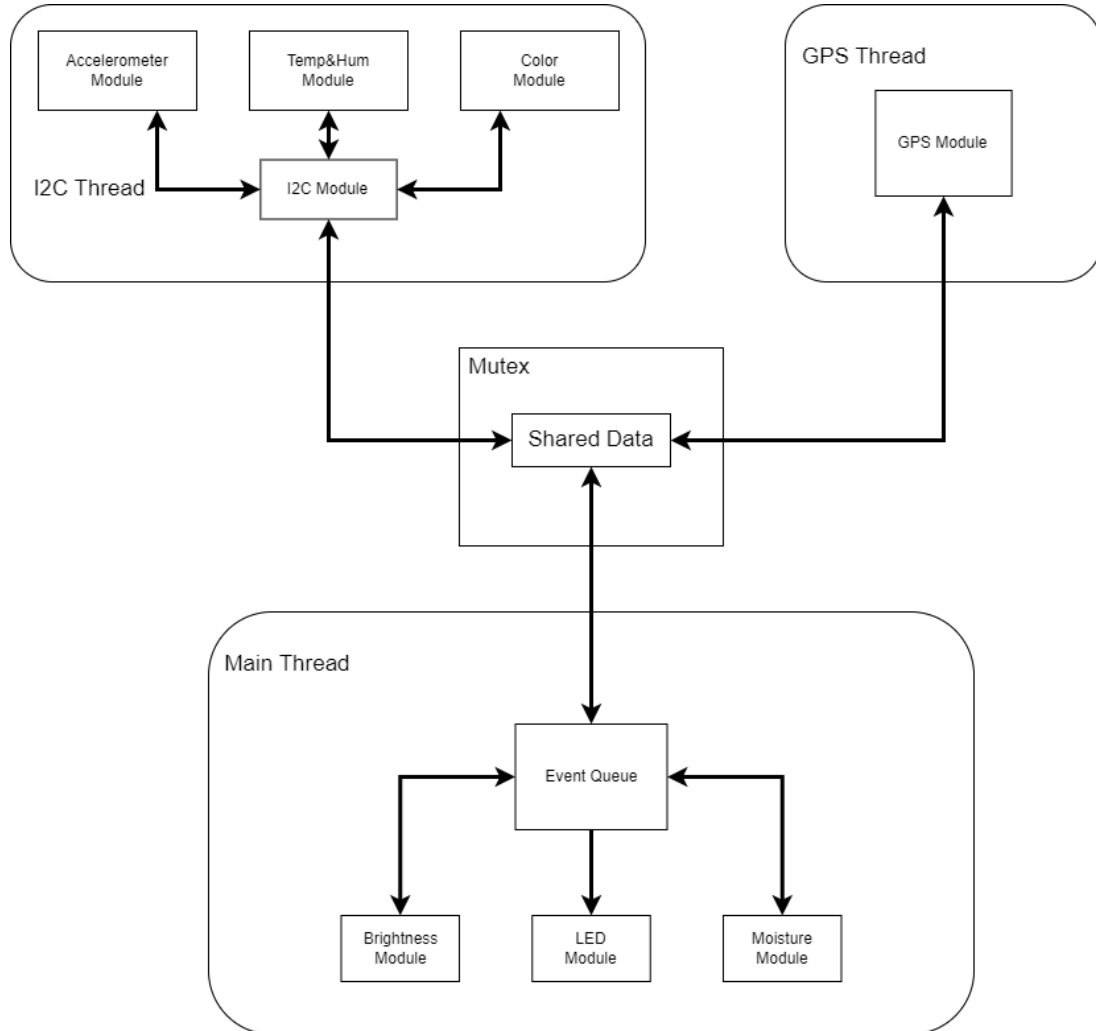 Accelerometer
Module
Temp&Hum
Module
Color
Module
I2C Thread
I2C Module
GPS Thread
GPS Module
Mutex
Shared Data
Main Thread
Event Queue
Brightness
Module
LED
Module
Moisture
Module